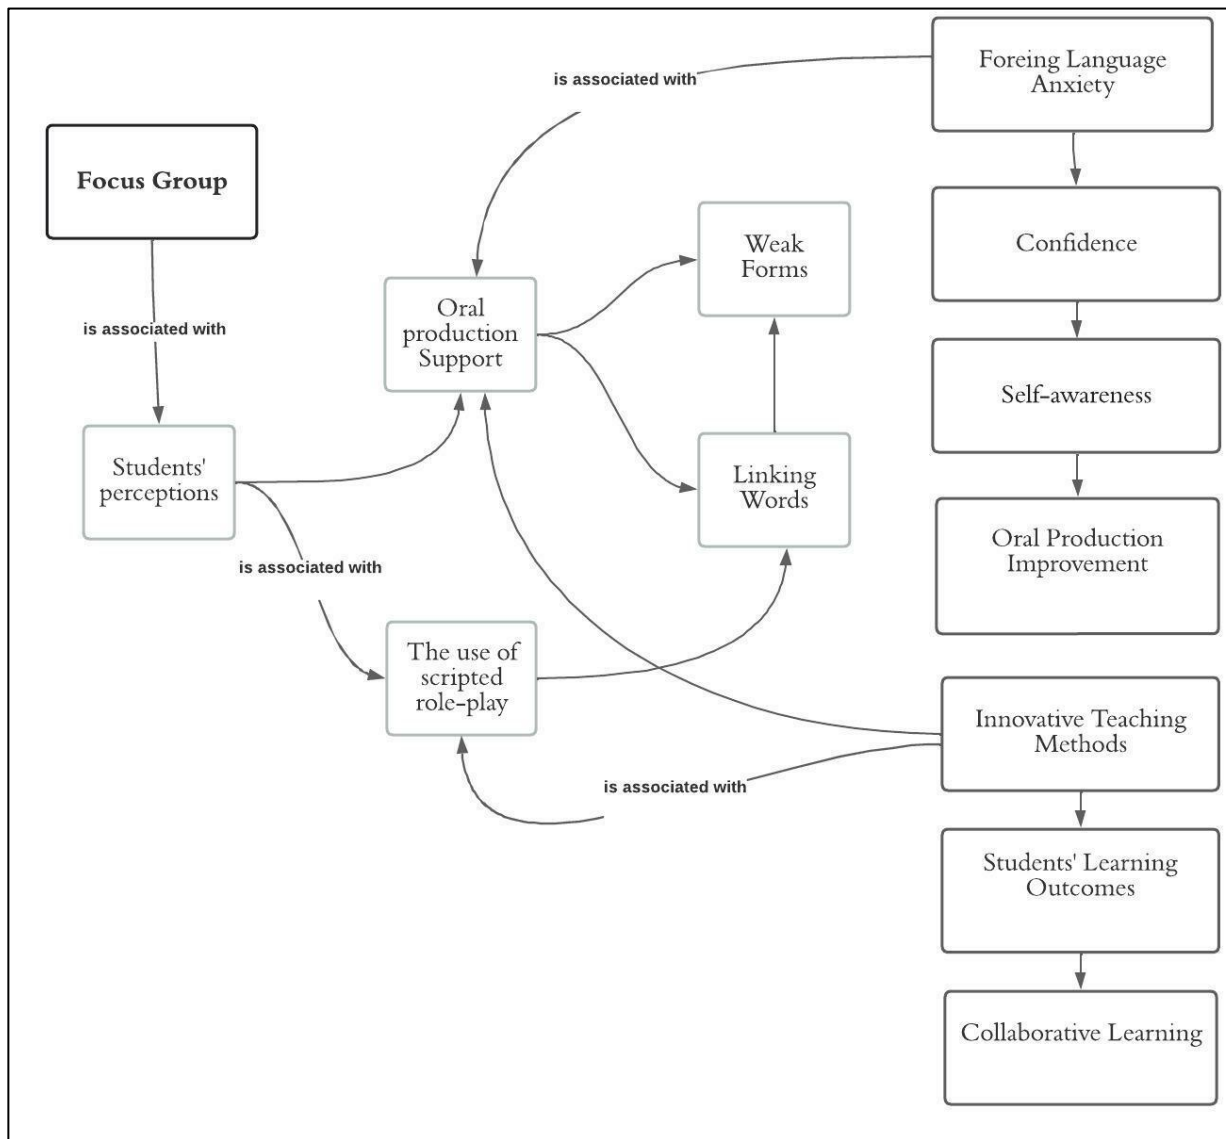 Foreing Language
Anxiety
is associated with
Focus Group
Confidence
Weak
Forms
Oral
production
Support
is associated with
Self-awareness
Students'
perceptions
Linking
Words
Oral Production
Improvement
is associated with
The use of
scripted
role-play
Innovative Teaching
Methods
is associated with
Students' Learning
Outcomes
Collaborative Learning